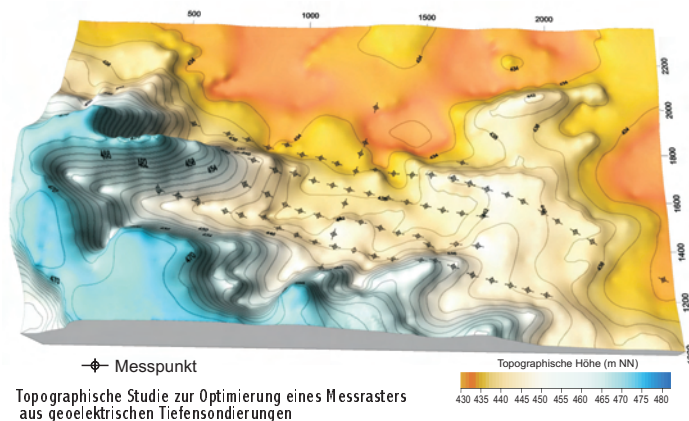 500
1000
1500
2000
2200
2000
1800
1600
1400
1200
Messpunkt
Topographische Höhe (m NN)
430 435 440 445 450 455 460 465 470 475 480
Topographische Studie zur Optimierung eines Messrasters
aus geoelektrischen Tiefensondierungen